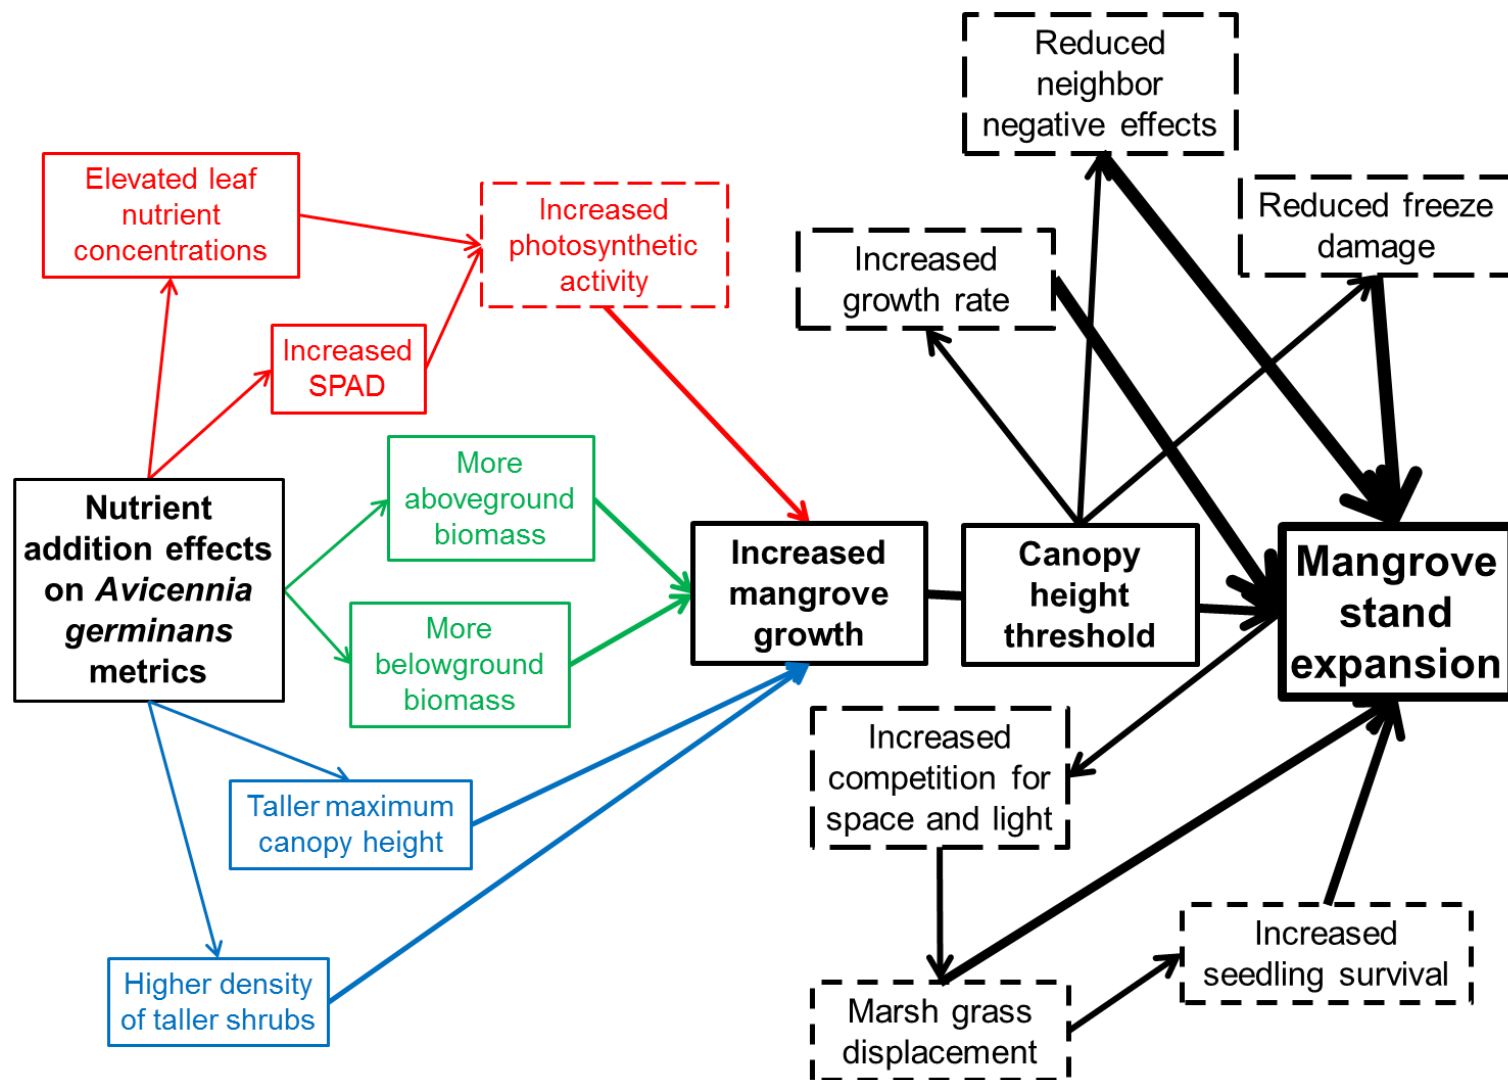 Reduced
neighbor
negative effects
Elevated leaf
nutrient
concentrations
Increased
photosynthetic
activity
Reduced freeze
damage
Increased
growth rate
Increased
SPAD
More
aboveground
biomass
Nutrient
addition effects
on Avicennia
germinans
metrics
Increased
mangrove
growth
Canopy
height
threshold
Mangrove
stand
expansion
More
belowground
biomass
Increased
competition for
space and light
Taller maximum
canopy height
Increased
seedling survival
Higher density
of taller shrubs
Marsh grass
displacement